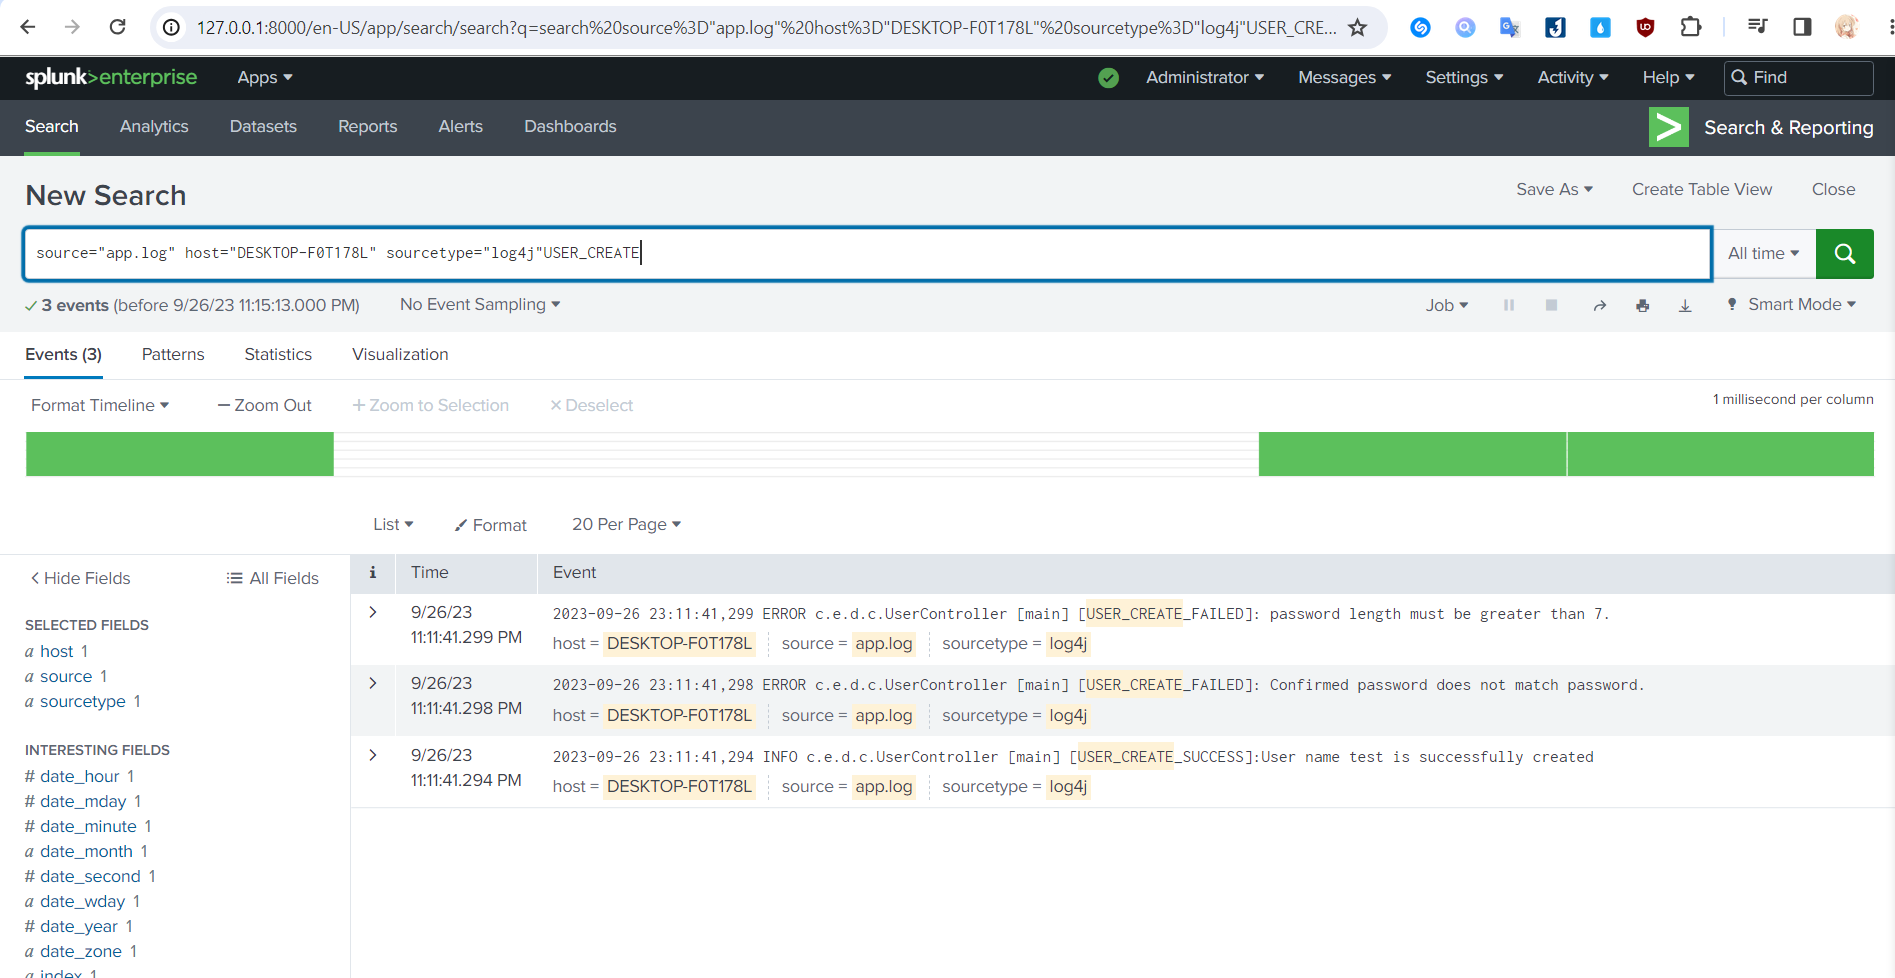 127.0.0.1:8000/en-US/app/search/search?q=search%20source%3D"app.log"%20host%3D"DESKTOP-F0T178L"%20sourcetype%3D"log4j"USER_CRE...
splunk>enterprise Apps Administrator Messages Settings Activity Help Find
Search Analytics Datasets Reports Alerts Dashboards Search & Reporting
New Search Save As Create Table View Close
source="app.log" host="DESKTOP-F0T178L" sourcetype="log4j"USER_CREATE All time
3 events (before 9/26/23 11:15:13.000 PM) No Event Sampling Job Smart Mode
Events (3) Patterns Statistics Visualization
Format Timeline — Zoom Out + Zoom to Selection × Deselect 1 millisecond per column
List Format 20 Per Page
< Hide Fields All Fields i Time Event
SELECTED FIELDS
a host 1
a source 1
a sourcetype 1
INTERESTING FIELDS
# date_hour 1
# date_mday 1
# date_minute 1
a date_month 1
# date_second 1
a date_wday 1
# date_year 1
a date_zone 1
a index 1
> 9/26/23 2023-09-26 23:11:41,299 ERROR c.e.d.c.UserController [main] [USER_CREATE_FAILED]: password length must be greater than 7.
11:11:41.299 PM host = DESKTOP-F0T178L source = app.log sourcetype = log4j
> 9/26/23 2023-09-26 23:11:41,298 ERROR c.e.d.c.UserController [main] [USER_CREATE_FAILED]: Confirmed password does not match password.
11:11:41.298 PM host = DESKTOP-F0T178L source = app.log sourcetype = log4j
> 9/26/23 2023-09-26 23:11:41,294 INFO c.e.d.c.UserController [main] [USER_CREATE_SUCCESS]:User name test is successfully created
11:11:41.294 PM host = DESKTOP-F0T178L source = app.log sourcetype = log4j